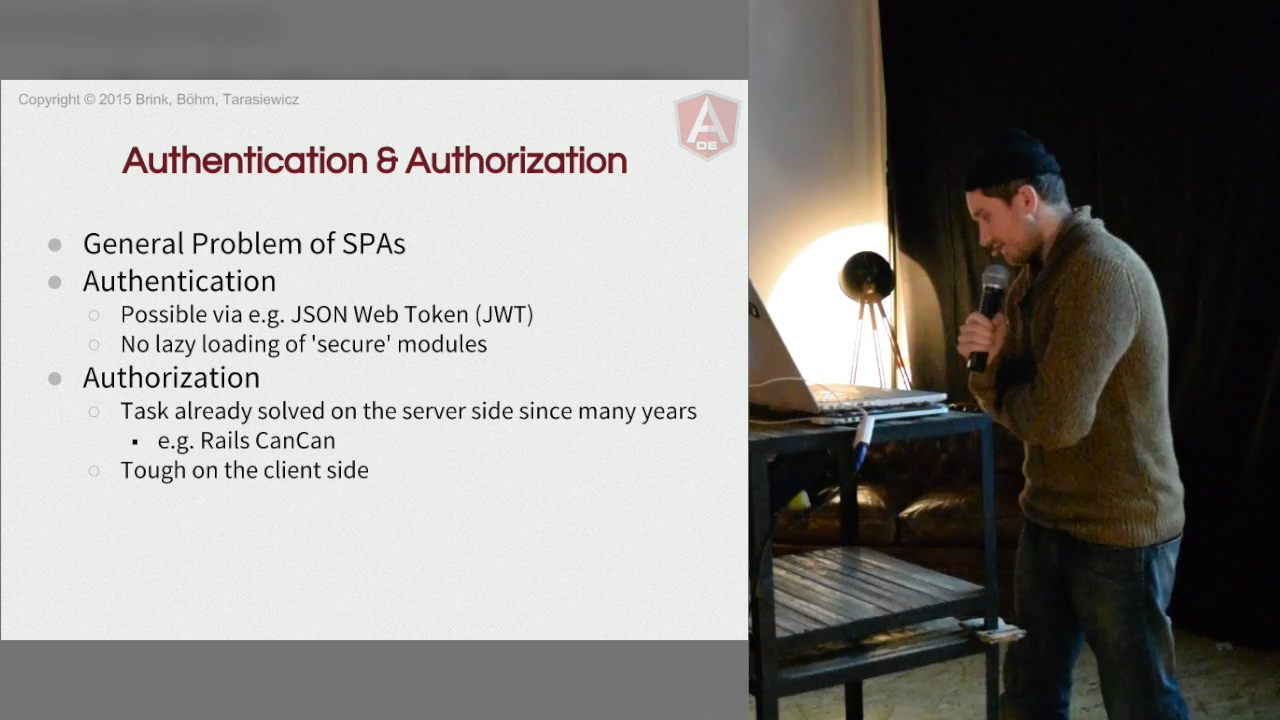 Copyright © 2015 Brink, Böhm, Tarasiewicz
A
DE
Authentication & Authorization
General Problem of SPAs
Authentication
Possible via e.g. JSON Web Token (JWT)
No lazy loading of 'secure' modules
Authorization
Task already solved on the server side since many years
e.g. Rails CanCan
Tough on the client side